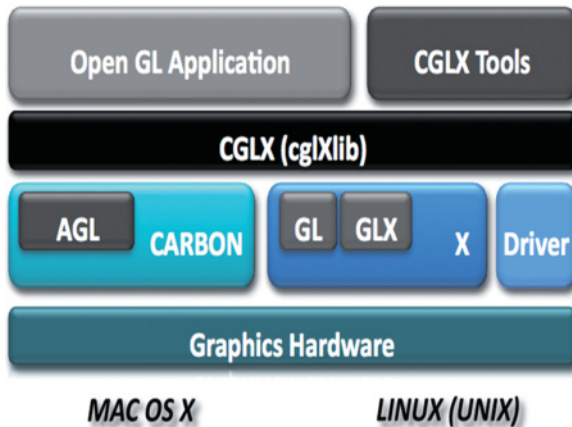 Open GL Application
CGLX Tools
CGLX (cglXlib)
AGL
CARBON
GL
GLX
X
Driver
Graphics Hardware
MAC OS X
LINUX (UNIX)